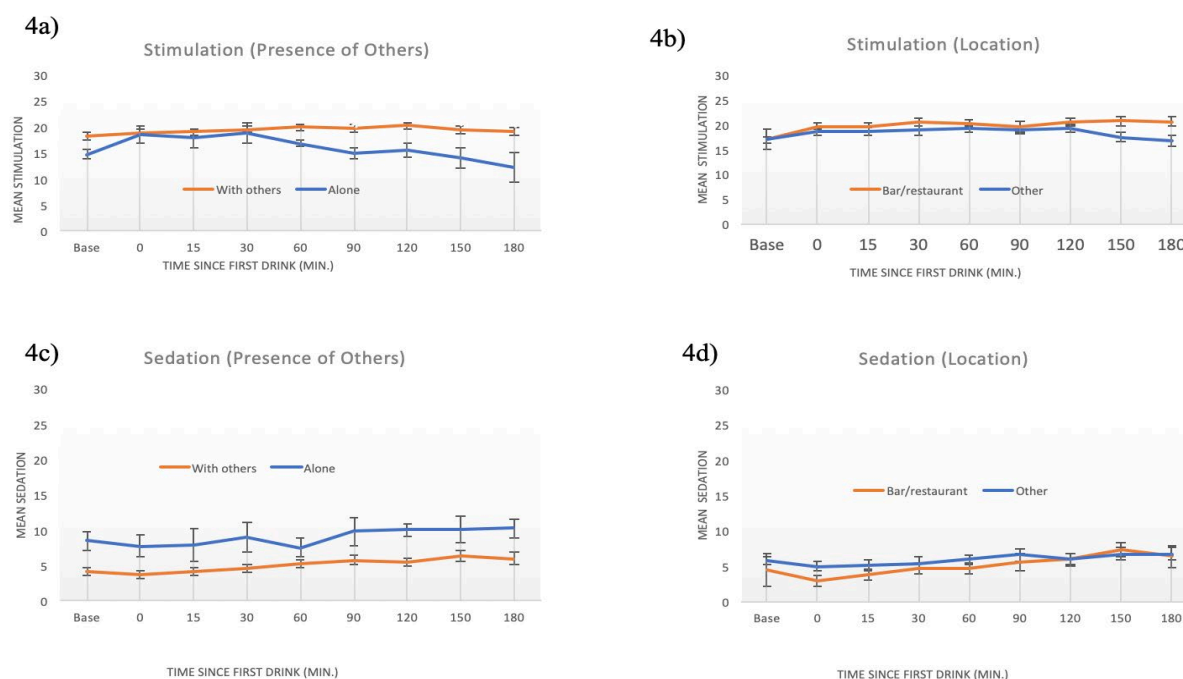 4a)
Stimulation (Presence of Others)
MEAN STIMULATION
30
25
20
15
10
5
0
With others
Alone
Base 0 15 30 60 90 120 150 180
TIME SINCE FIRST DRINK (MIN.)
4b)
Stimulation (Location)
MEAN STIMULATION
30
25
20
15
10
5
0
Bar/restaurant
Other
Base 0 15 30 60 90 120 150 180
TIME SINCE FIRST DRINK (MIN.)
4c)
Sedation (Presence of Others)
MEAN SEDATION
30
25
20
15
10
5
0
With others
Alone
Base 0 15 30 60 90 120 150 180
TIME SINCE FIRST DRINK (MIN.)
4d)
Sedation (Location)
MEAN SEDATION
30
25
20
15
10
5
0
Bar/restaurant
Other
Base 0 15 30 60 90 120 150 180
TIME SINCE FIRST DRINK (MIN.)